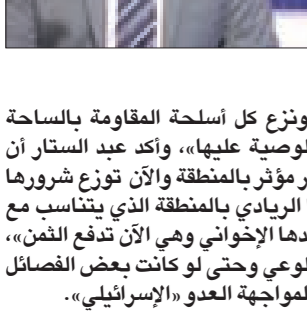 ونزع كل أسلحة المقاومة بالساحة
لوصية عليها»، وأكد عبد الستار أن
ر مؤثر بالمنطقة والآن توزع شرورها
الريادي بالمنطقة الذي يتناسب مع
دها الإخواني وهي الآن تدفع الثمن»،
لوعي وحتى لو كانت بعض الفصائل
لمواجهة العدو «الإسرائيلي».